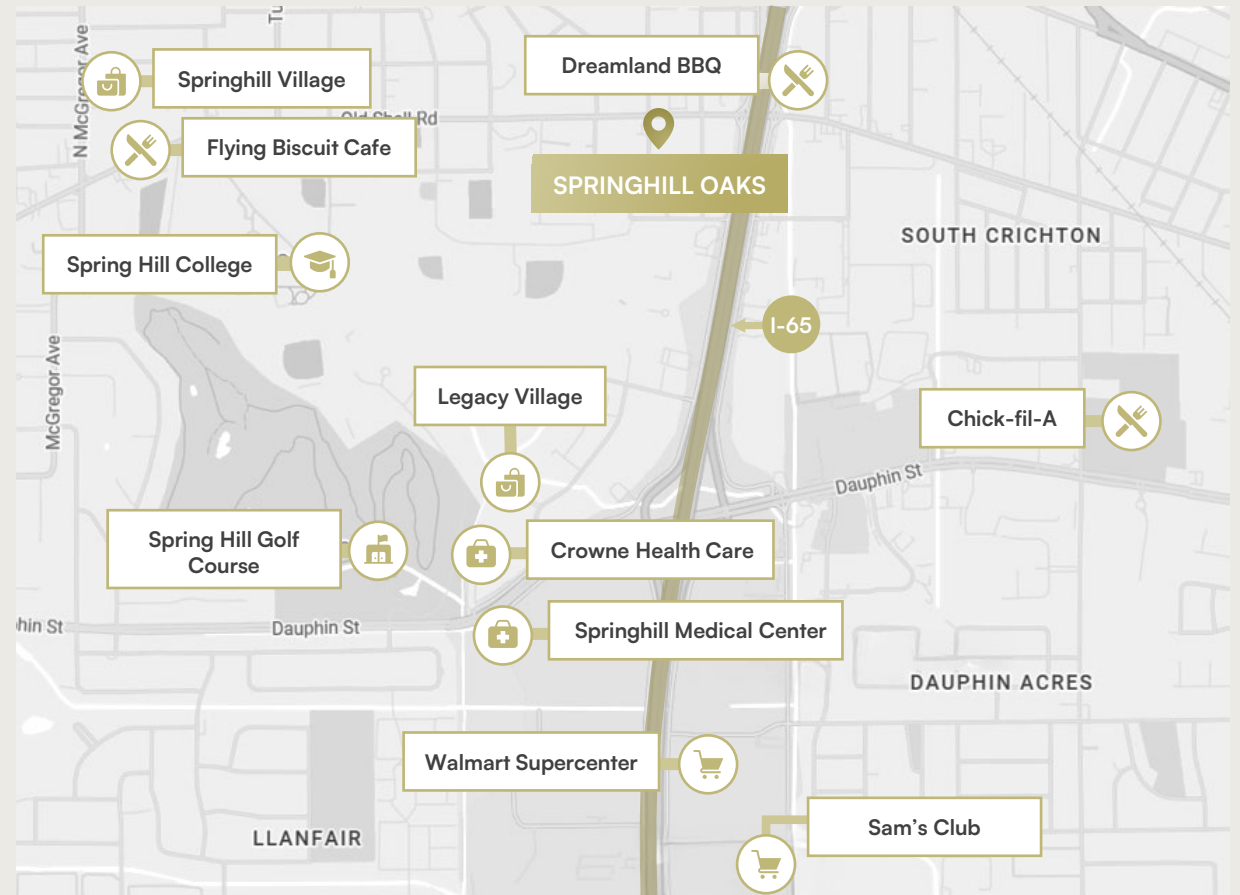 Tu
N McGregor Ave
Springhill Village
Dreamland BBQ
Old Shell Rd
Flying Biscuit Cafe
SPRINGHILL OAKS
SOUTH CRICHTON
Spring Hill College
I-65
McGregor Ave
Legacy Village
Chick-fil-A
Dauphin St
Spring Hill Golf
Course
Crowne Health Care
hin St
Dauphin St
Springhill Medical Center
DAUPHIN ACRES
Walmart Supercenter
Sam's Club
LLANFAIR